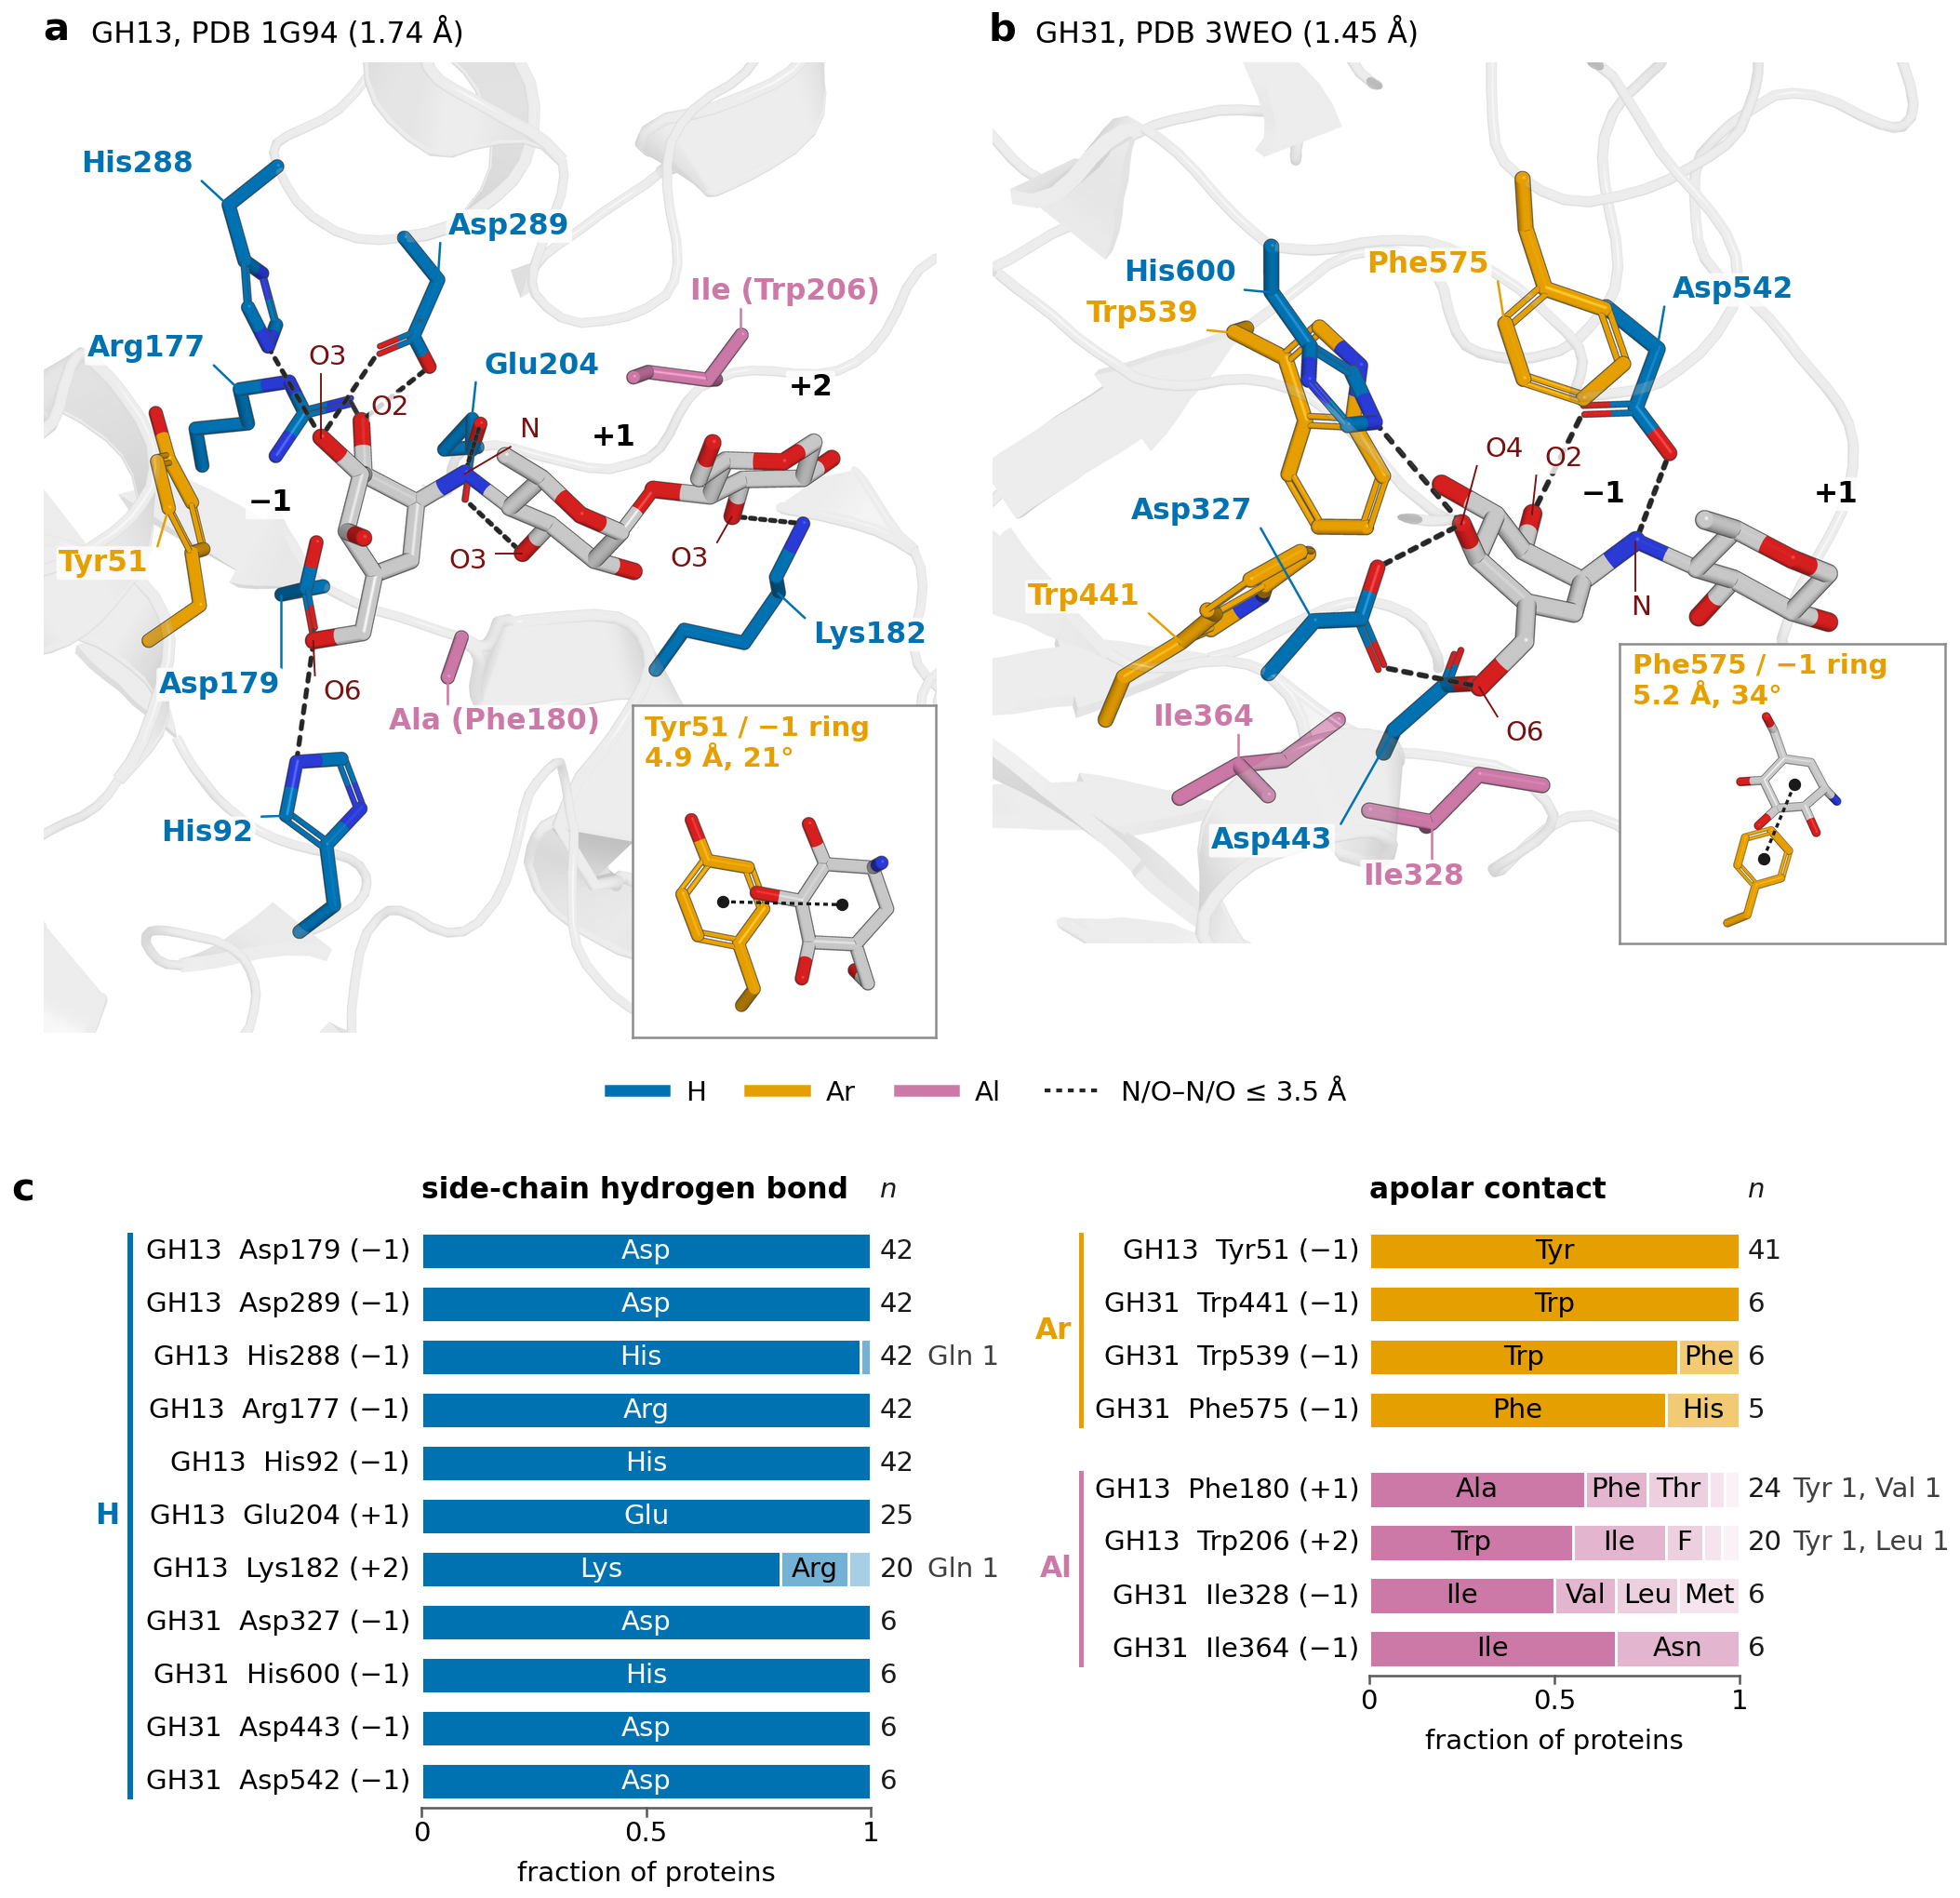 a GH13, PDB 1G94 (1.74 Å)
His288
Asp289
Ile (Trp206)
Arg177
O3
Glu204
+2
O2
N
+1
−1
Tyr51
O3
O3
Lys182
Asp179
O6
Ala (Phe180)
His92
Tyr51 / −1 ring
4.9 Å, 21°
b GH31, PDB 3WEO (1.45 Å)
Phe575
His600
Asp542
Trp539
O4
O2
−1
+1
Asp327
Trp441
N
Ile364
O6
Asp443
Ile328
Phe575 / −1 ring
5.2 Å, 34°
H Ar Al N/O–N/O ≤ 3.5 Å
c
side-chain hydrogen bond n
H
GH13 Asp179 (−1) Asp 42
GH13 Asp289 (−1) Asp 42
GH13 His288 (−1) His 42 Gln 1
GH13 Arg177 (−1) Arg 42
GH13 His92 (−1) His 42
GH13 Glu204 (+1) Glu 25
GH13 Lys182 (+2) Lys Arg 20 Gln 1
GH31 Asp327 (−1) Asp 6
GH31 His600 (−1) His 6
GH31 Asp443 (−1) Asp 6
GH31 Asp542 (−1) Asp 6
0 0.5 1
fraction of proteins
apolar contact n
Ar
GH13 Tyr51 (−1) Tyr 41
GH31 Trp441 (−1) Trp 6
GH31 Trp539 (−1) Trp Phe 6
GH31 Phe575 (−1) Phe His 5
Al
GH13 Phe180 (+1) Ala Phe Thr 24 Tyr 1, Val 1
GH13 Trp206 (+2) Trp Ile F 20 Tyr 1, Leu 1
GH31 Ile328 (−1) Ile Val Leu Met 6
GH31 Ile364 (−1) Ile Asn 6
0 0.5 1
fraction of proteins